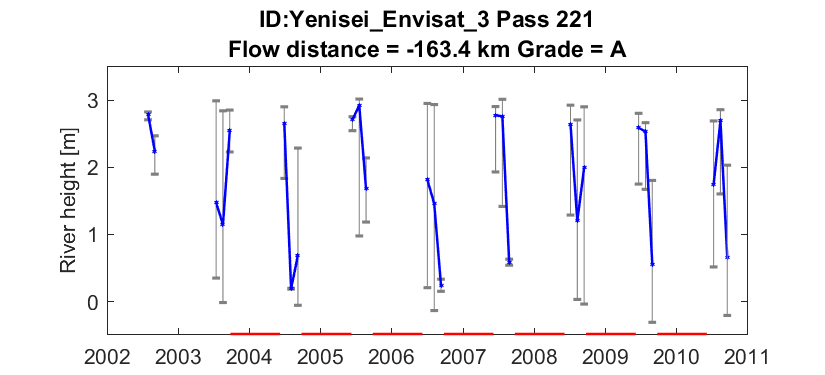 ID:Yenisei_Envisat_3 Pass 221
Flow distance = -163.4 km Grade = A
River height [m]
3
2
1
0
2002 2003 2004 2005 2006 2007 2008 2009 2010 2011